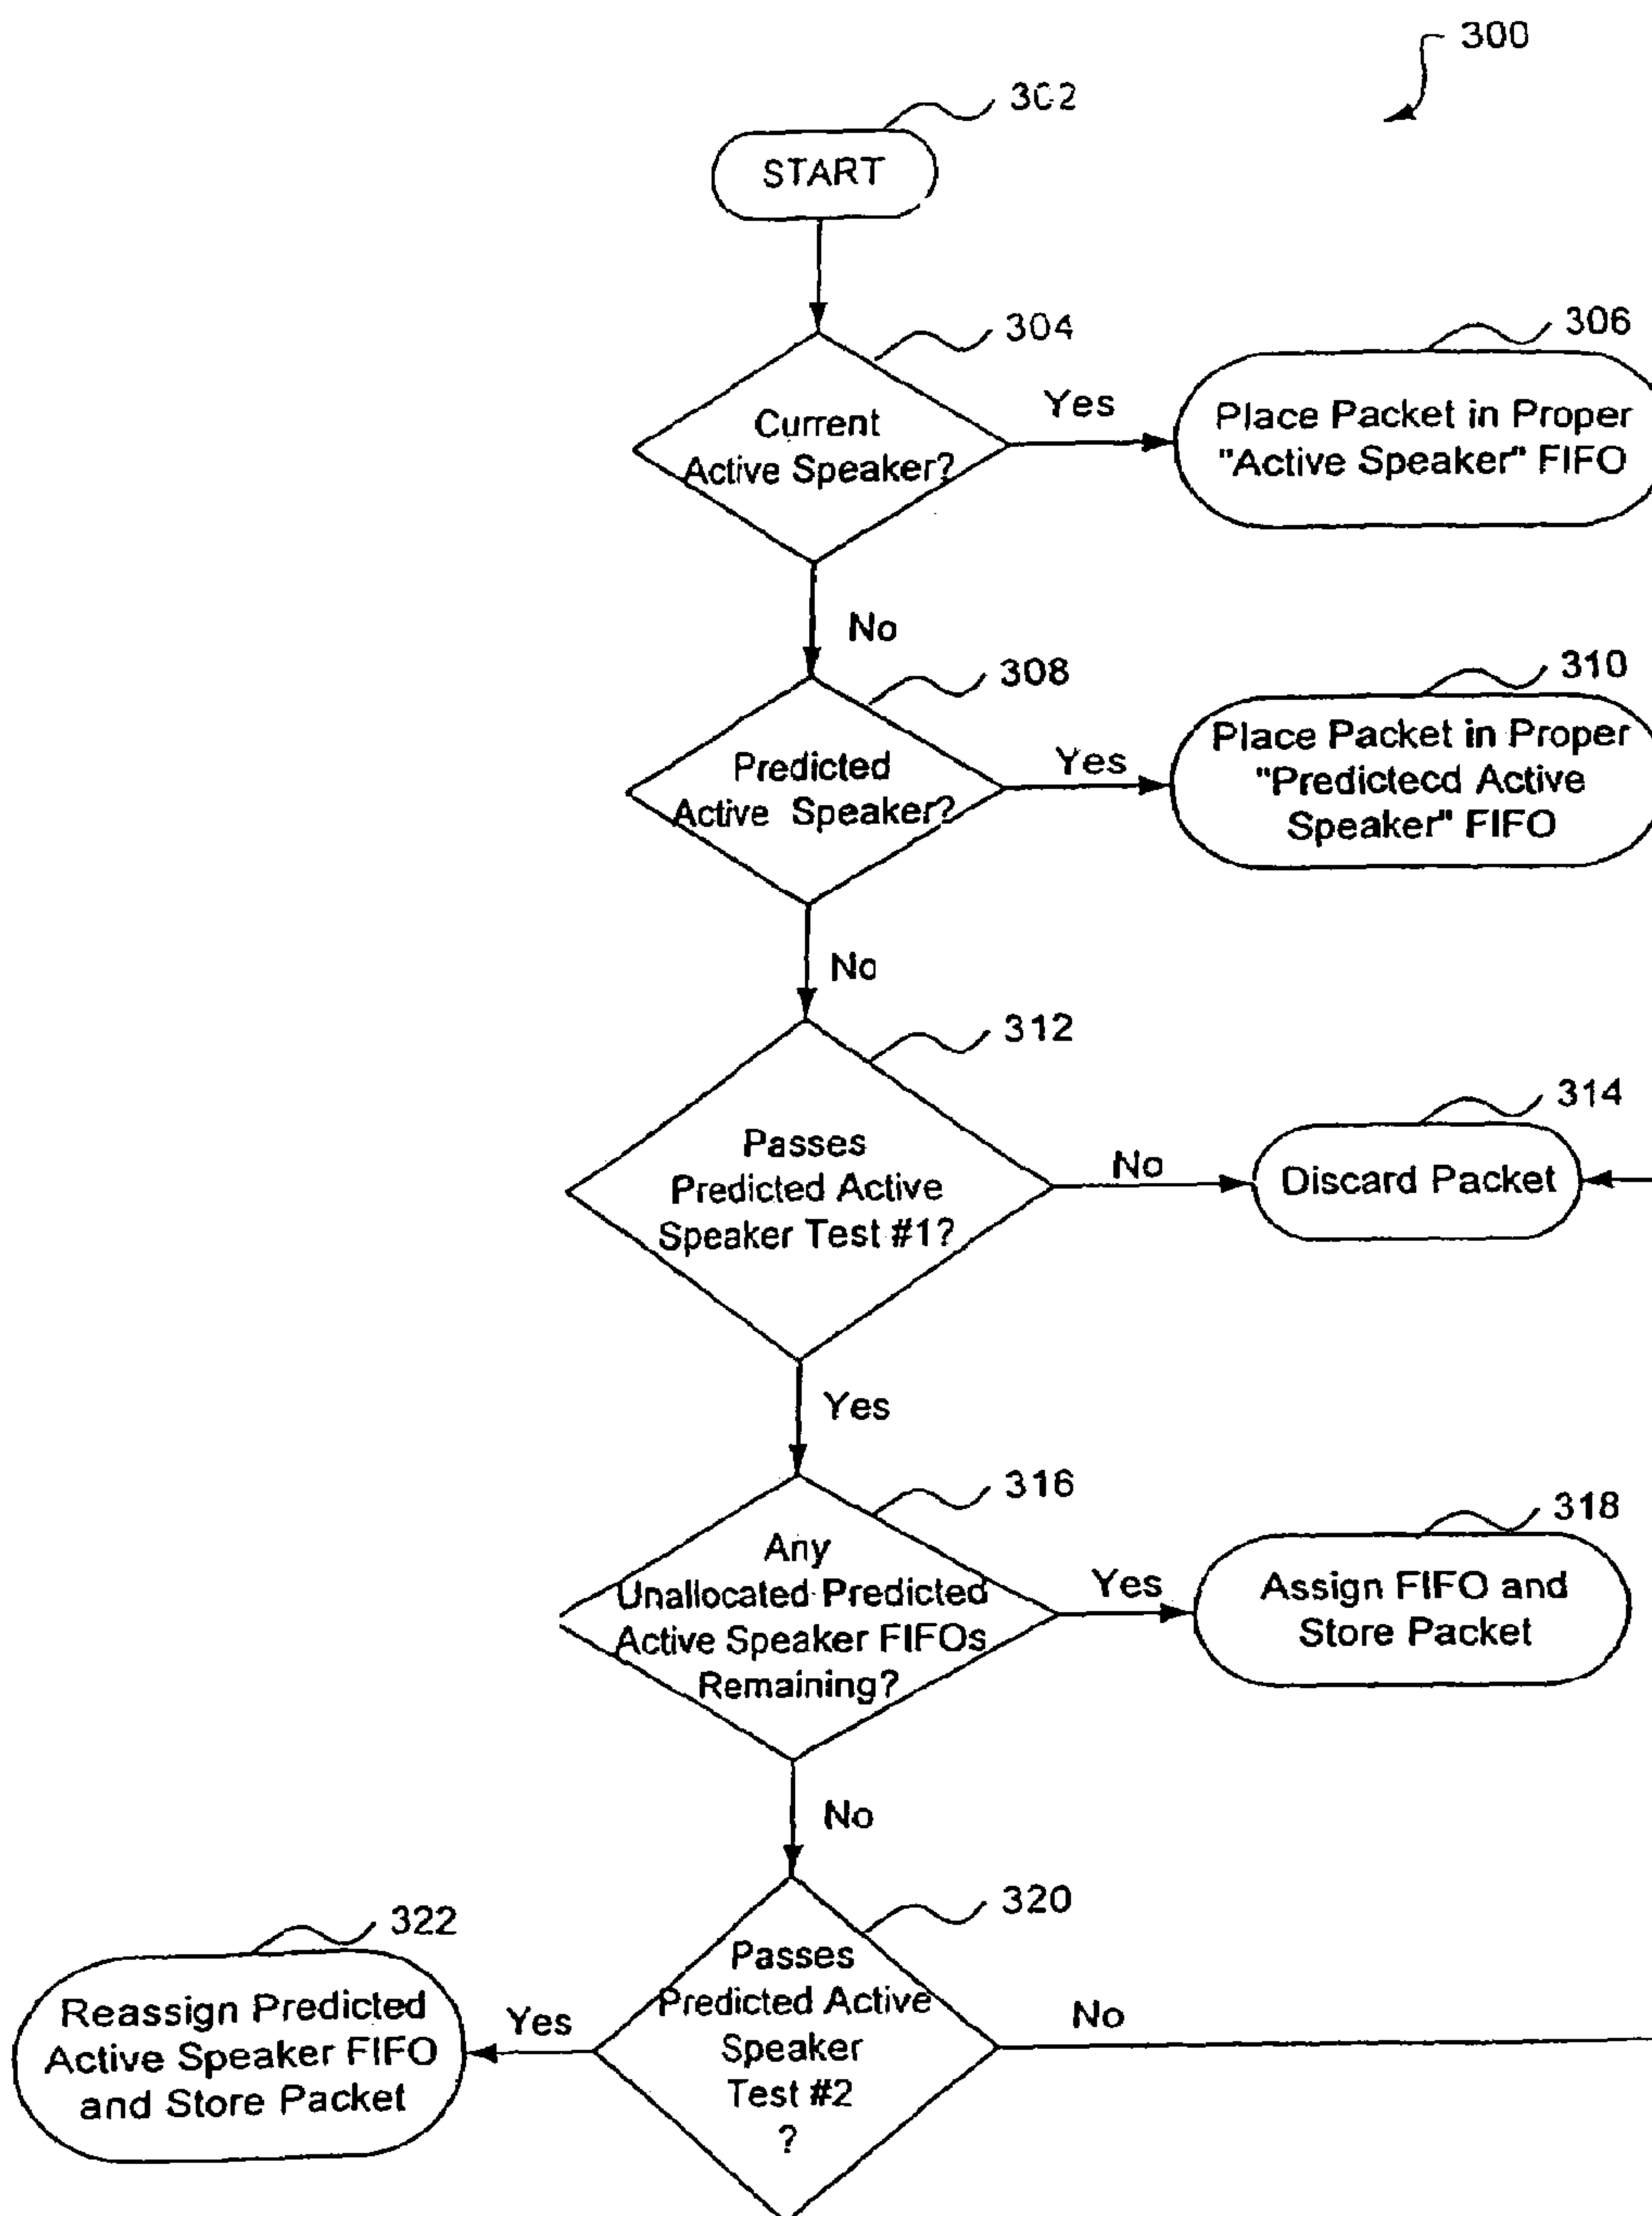 300
302
START
304
Current
Active Speaker?
Yes
306
Place Packet in Proper
"Active Speaker" FIFO
No
308
Predicted
Active Speaker?
Yes
310
Place Packet in Proper
"Predictecd Active
Speaker" FIFO
No
312
Passes
Predicted Active
Speaker Test #1?
No
314
Discard Packet
Yes
316
Any
Unallocated Predicted
Active Speaker FIFOs
Remaining?
Yes
318
Assign FIFO and
Store Packet
No
320
Passes
Predicted Active
Speaker
Test #2
?
No
Yes
322
Reassign Predicted
Active Speaker FIFO
and Store Packet